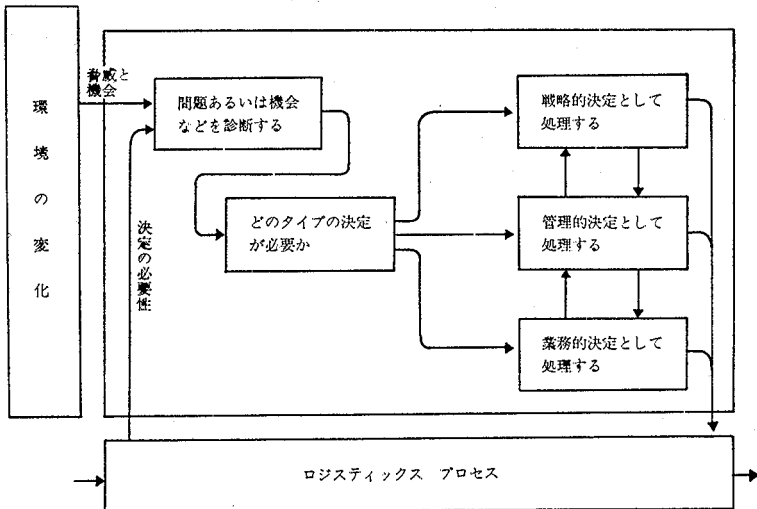 環境の変化
脅威と
機会
問題あるいは機会
などを診断する
どのタイプの決定
が必要か
決定の必要性
戦略的決定として
処理する
管理的決定として
処理する
業務的決定として
処理する
ロジスティックス プロセス